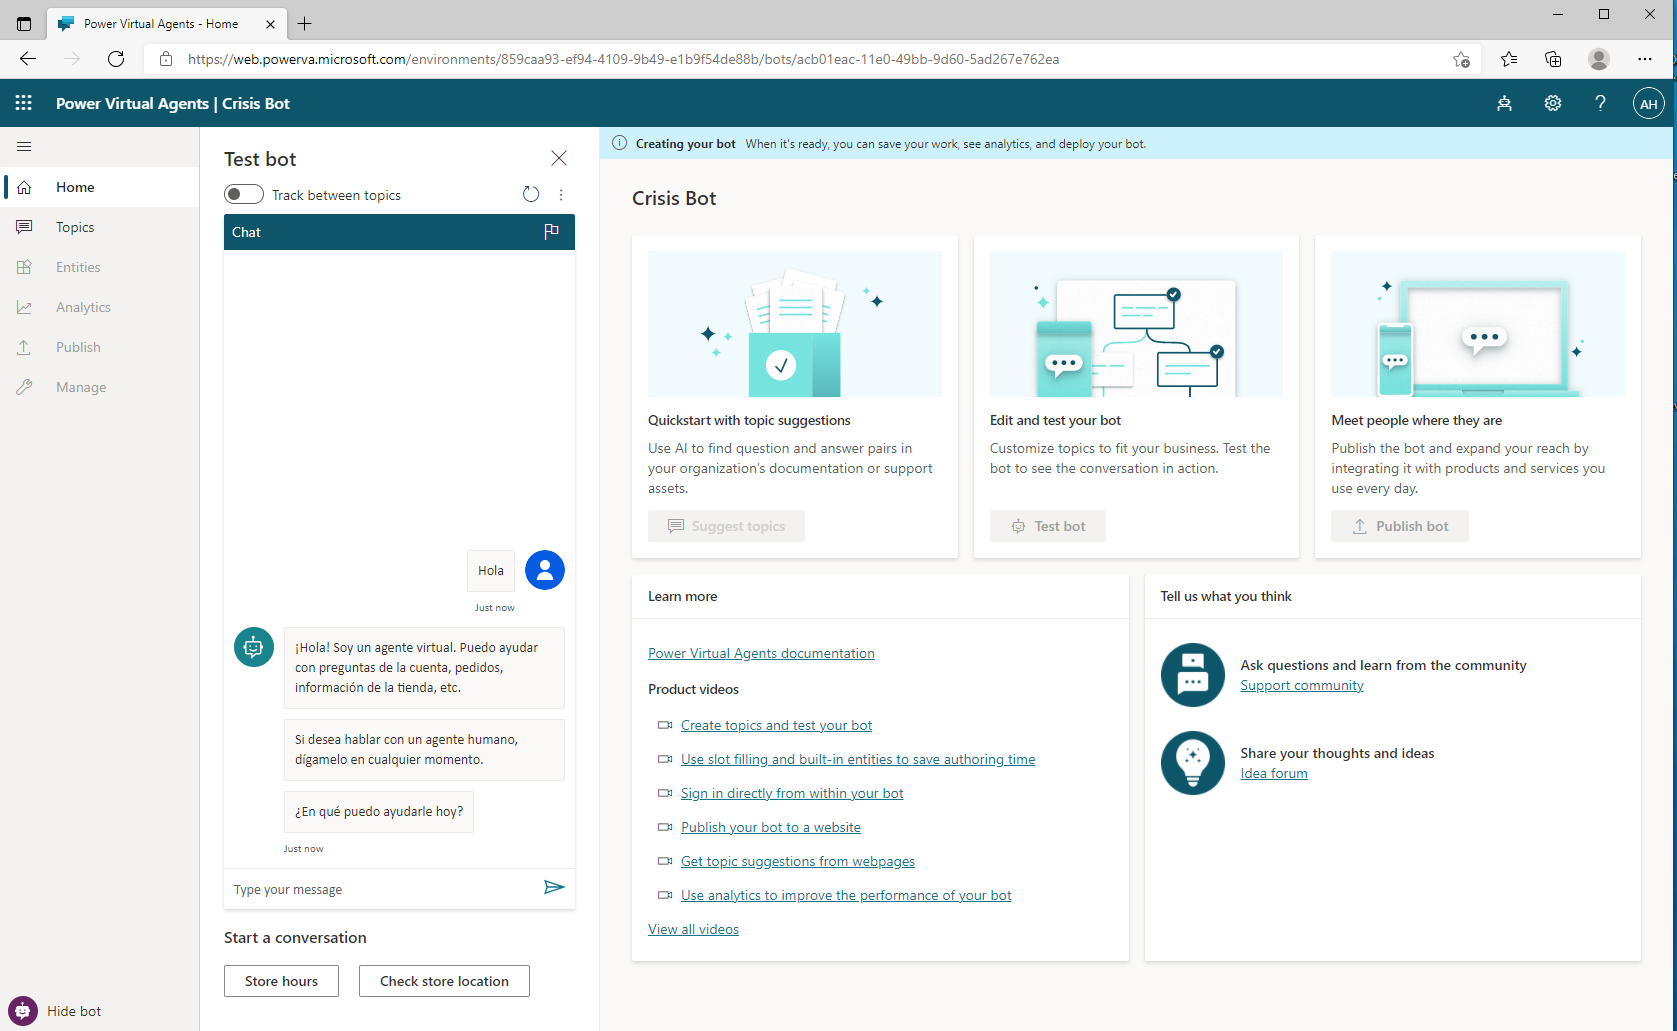 Power Virtual Agents - Home
https://web.powerva.microsoft.com/environments/859caa93-ef94-4109-9b49-e1b9f54de88b/bots/acb01eac-11e0-49bb-9d60-5ad267e762ea
Power Virtual Agents | Crisis Bot
AH
Home
Topics
Entities
Analytics
Publish
Manage
Hide bot
Test bot
Track between topics
Chat
Hola
Just now
¡Hola! Soy un agente virtual. Puedo ayudar
con preguntas de la cuenta, pedidos,
información de la tienda, etc.
Si desea hablar con un agente humano,
dígamelo en cualquier momento.
¿En qué puedo ayudarle hoy?
Just now
Type your message
Start a conversation
Store hours
Check store location
Creating your bot When it's ready, you can save your work, see analytics, and deploy your bot.
Crisis Bot
Quickstart with topic suggestions
Use AI to find question and answer pairs in
your organization's documentation or support
assets.
Suggest topics
Edit and test your bot
Customize topics to fit your business. Test the
bot to see the conversation in action.
Test bot
Meet people where they are
Publish the bot and expand your reach by
integrating it with products and services you
use every day.
Publish bot
Learn more
Power Virtual Agents documentation
Product videos
Create topics and test your bot
Use slot filling and built-in entities to save authoring time
Sign in directly from within your bot
Publish your bot to a website
Get topic suggestions from webpages
Use analytics to improve the performance of your bot
View all videos
Tell us what you think
Ask questions and learn from the community
Support community
Share your thoughts and ideas
Idea forum